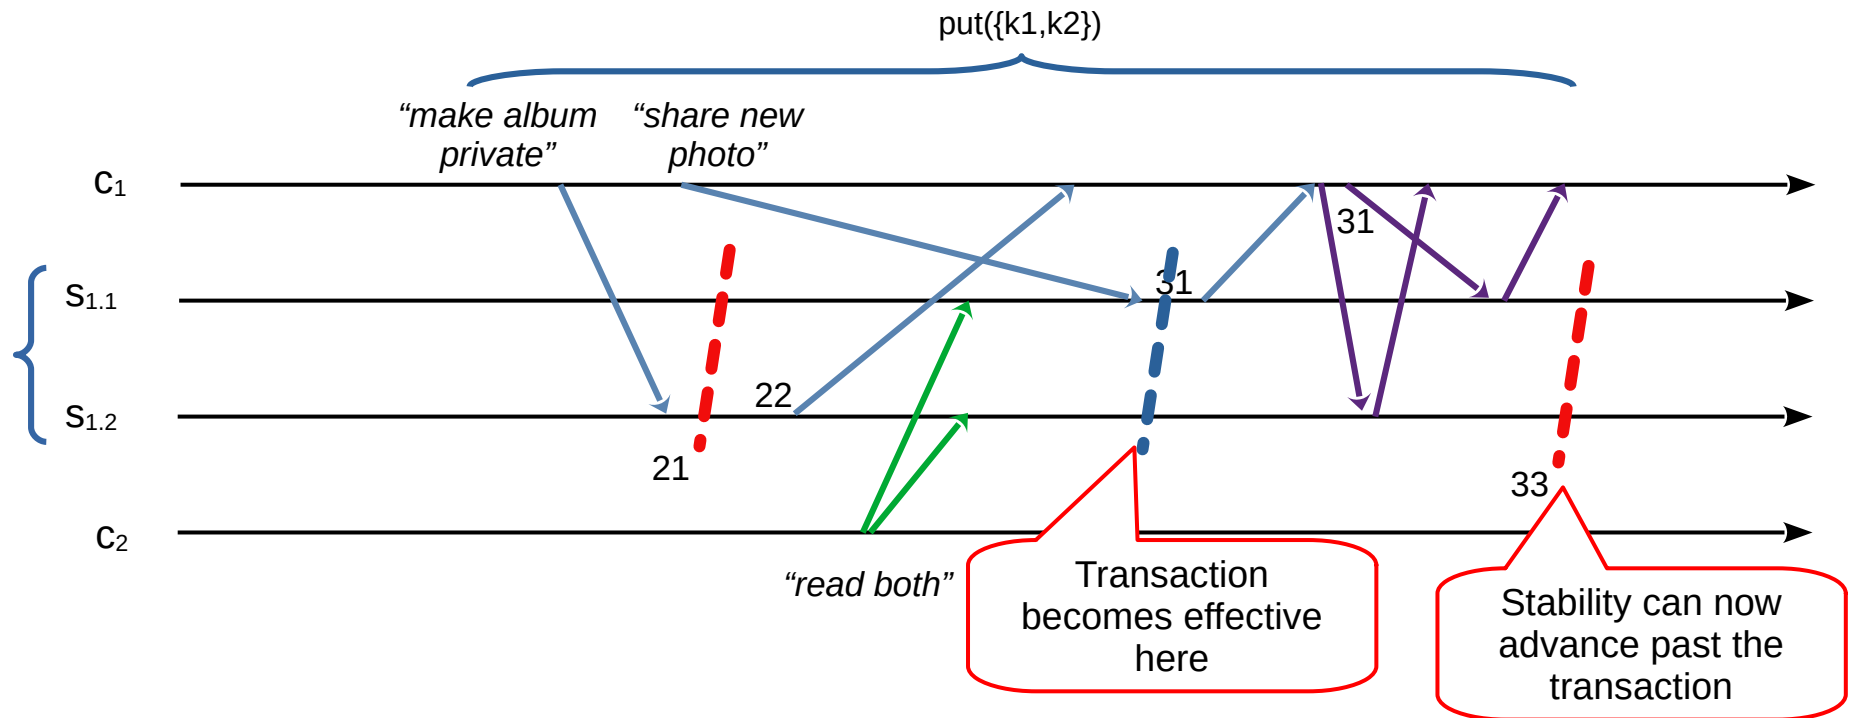 put({k1,k2})
“make album
private”
“share new
photo”
c1
31
s1.1
31
s1.2
22
21
33
c2
“read both”
Transaction
becomes effective
here
Stability can now
advance past the
transaction